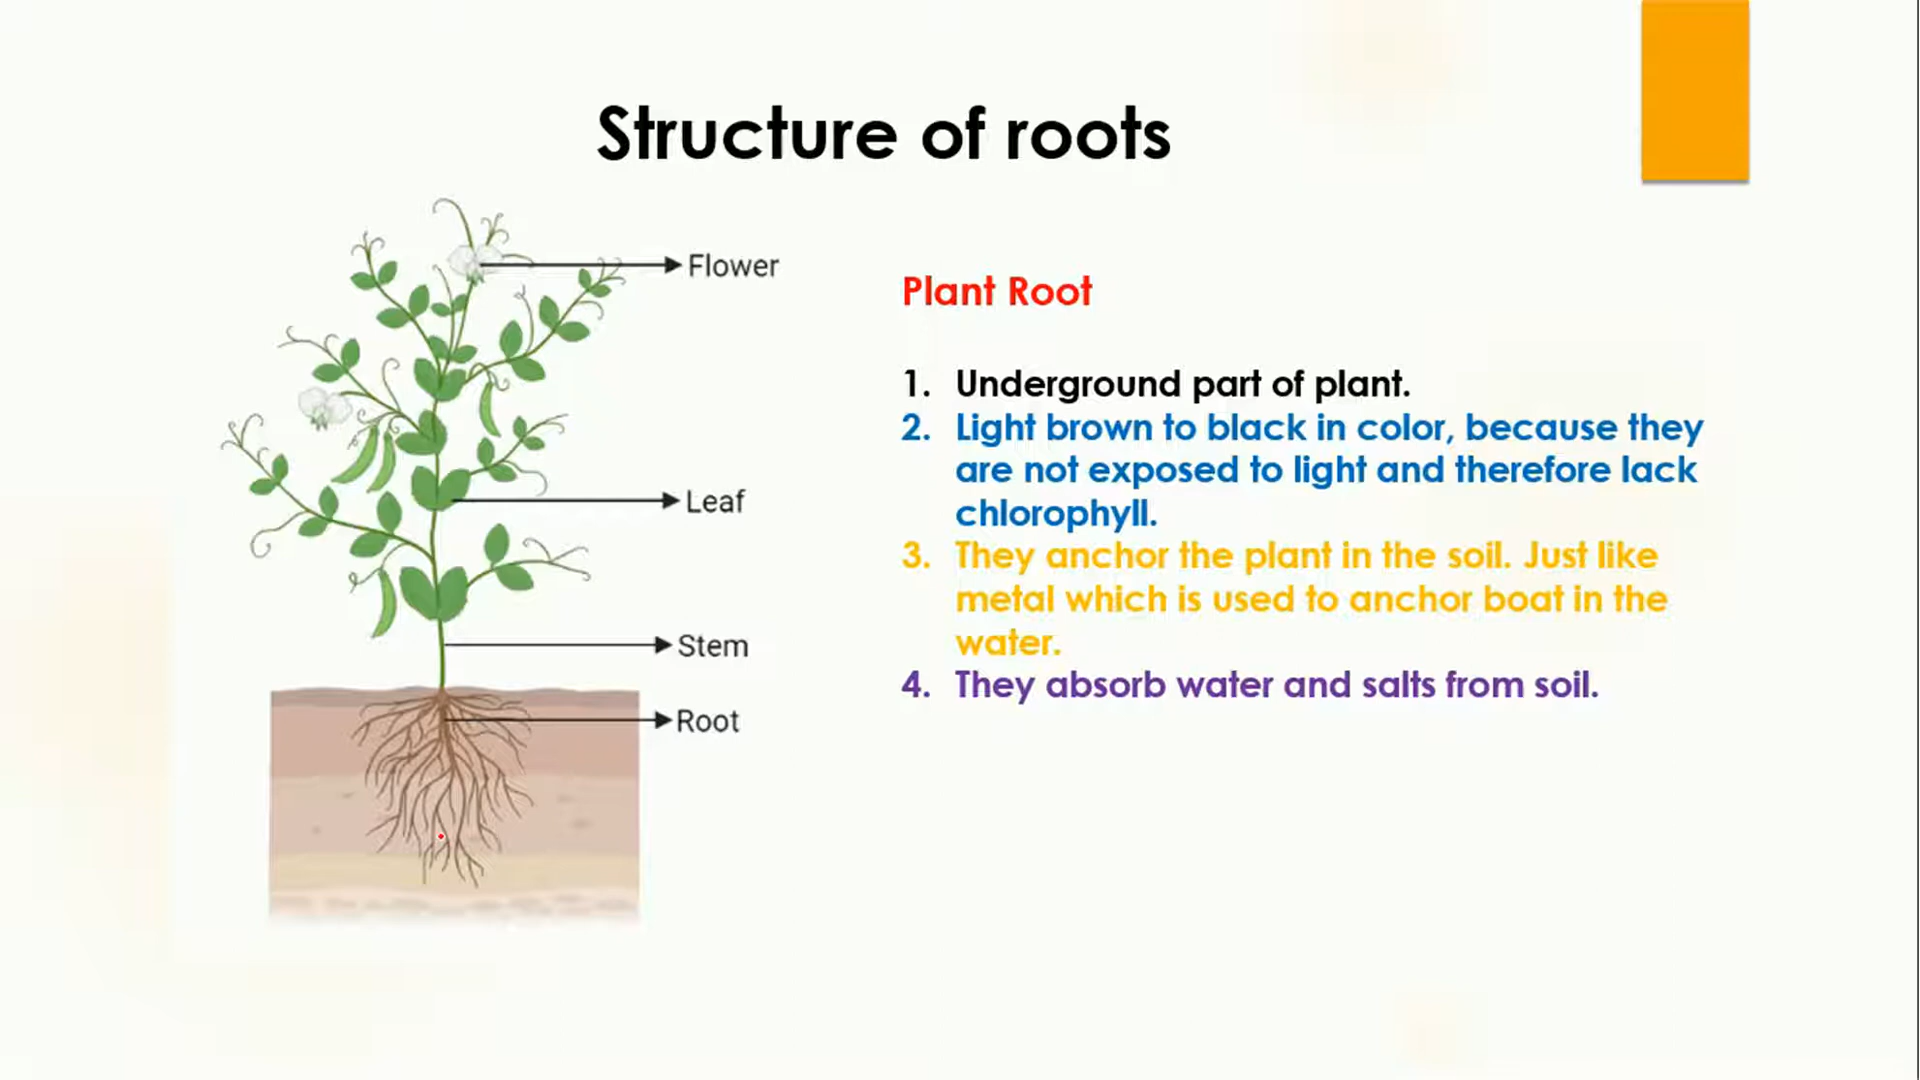 Structure of roots
Flower
Leaf
Stem
Root
Plant Root
1. Underground part of plant.
2. Light brown to black in color, because they
are not exposed to light and therefore lack
chlorophyll.
3. They anchor the plant in the soil. Just like
metal which is used to anchor boat in the
water.
4. They absorb water and salts from soil.